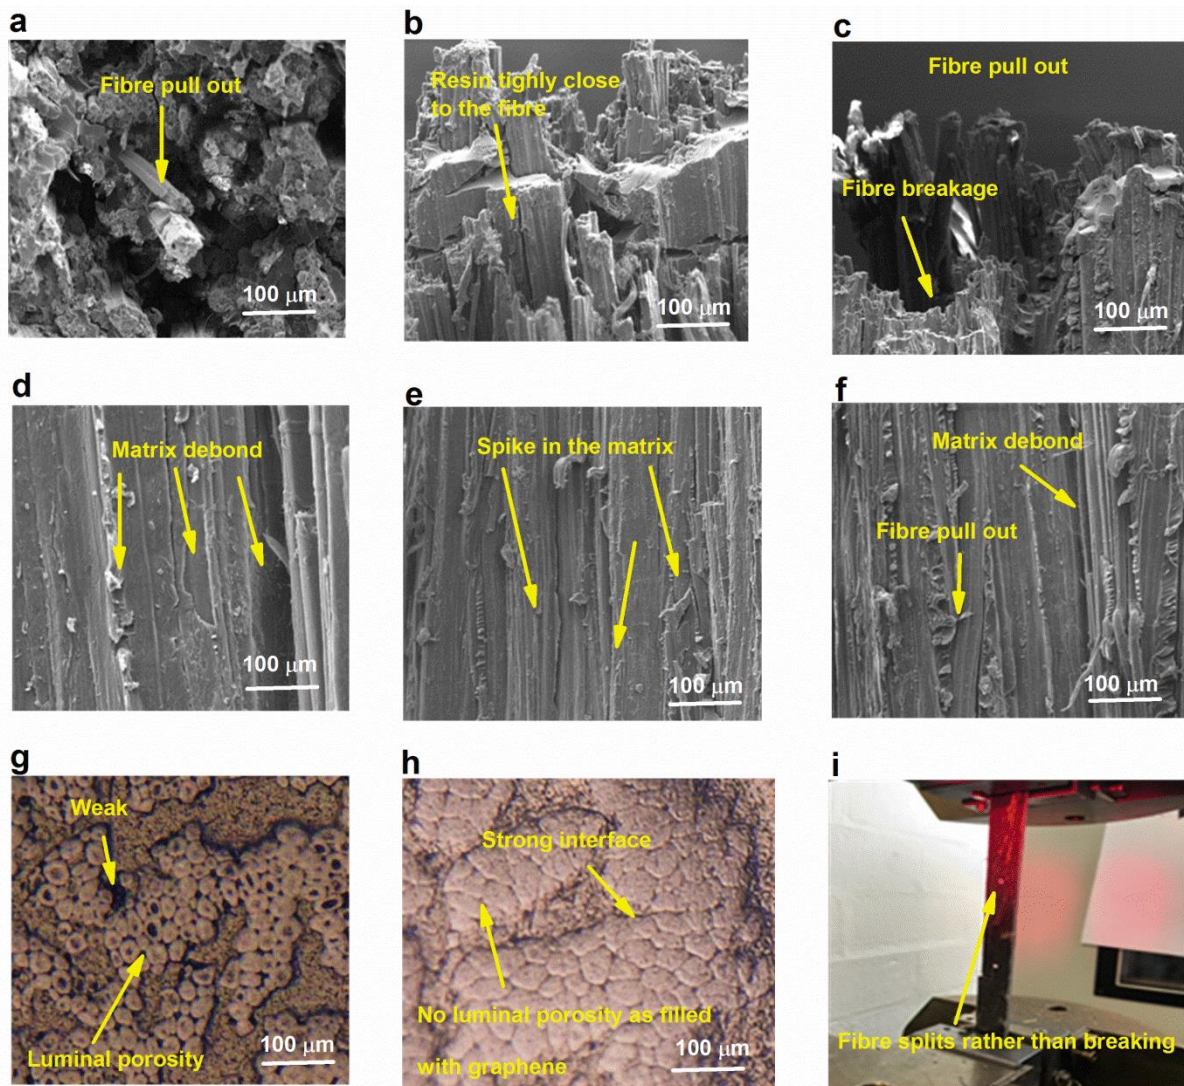 a
Fibre pull out
100 μm
b
Resin tighly close
to the fibre
100 μm
c
Fibre pull out
Fibre breakage
100 μm
d
Matrix debond
100 μm
e
Spike in the matrix
100 μm
f
Matrix debond
Fibre pull out
100 μm
g
Weak
Luminal porosity
100 μm
h
Strong interface
No luminal porosity as filled
with graphene
100 μm
i
Fibre splits rather than breaking